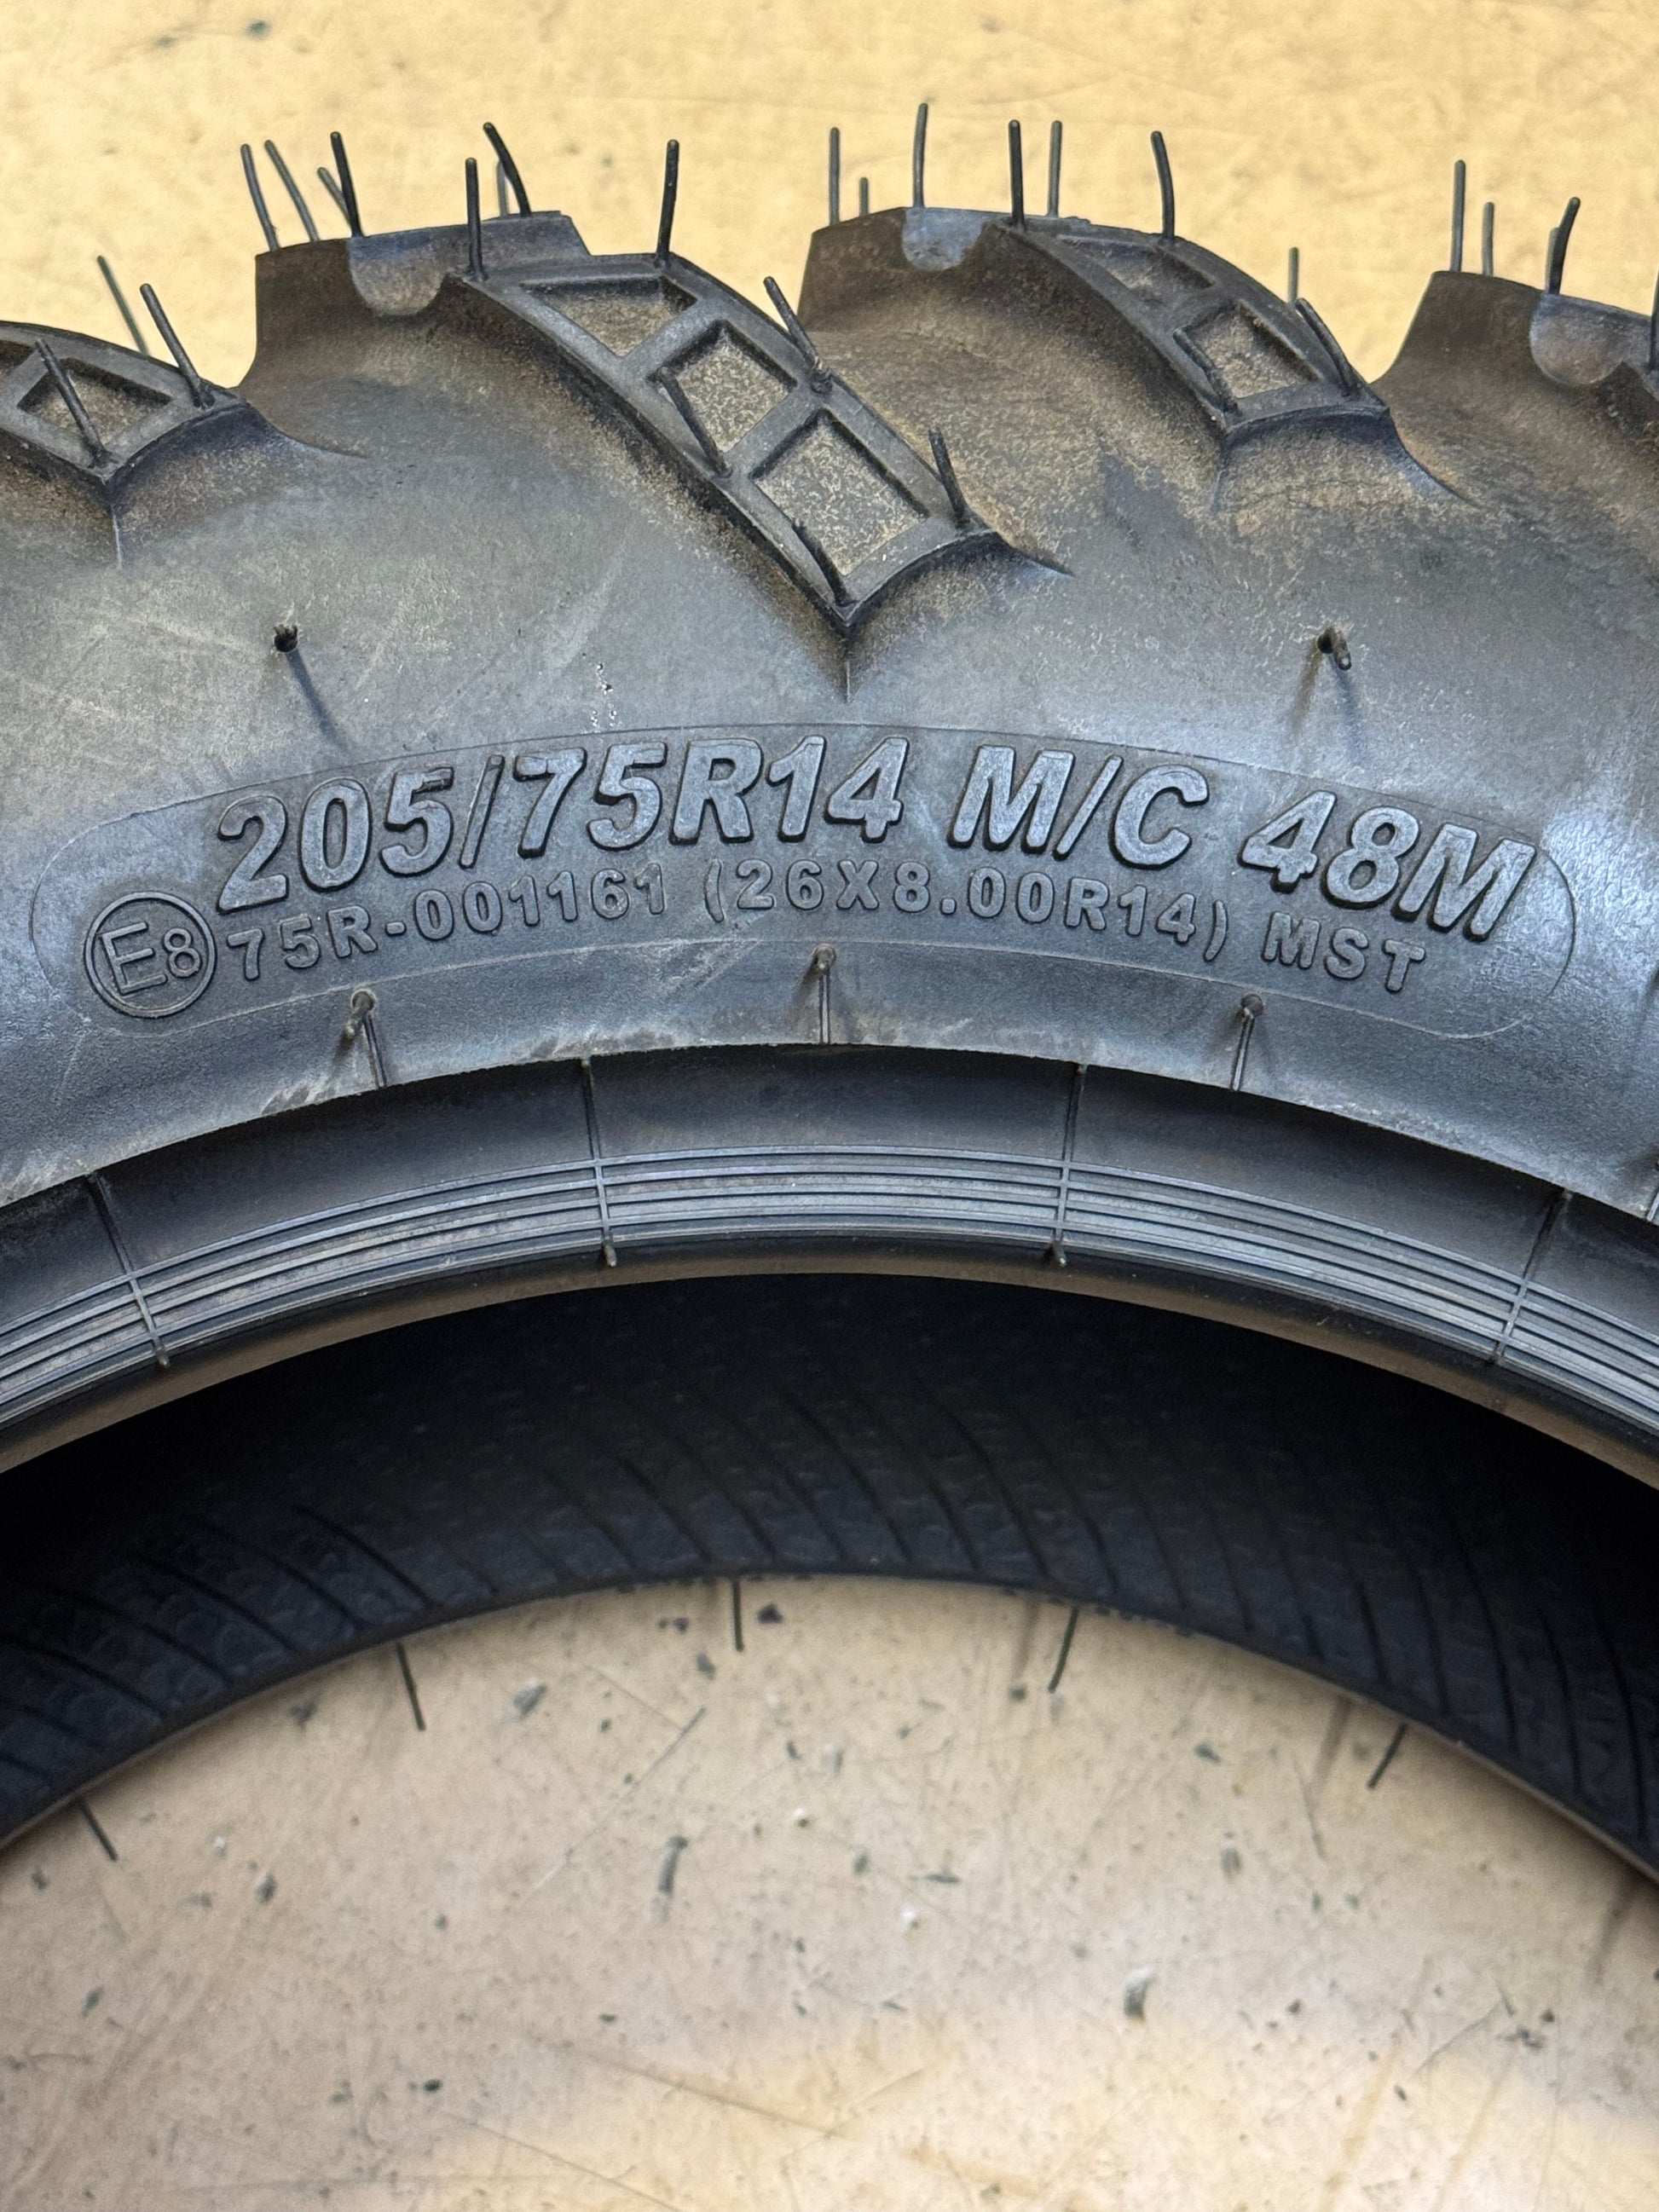 205/75R14 M/C 48M
E8 75R-001161 (26X8.00R14) MST